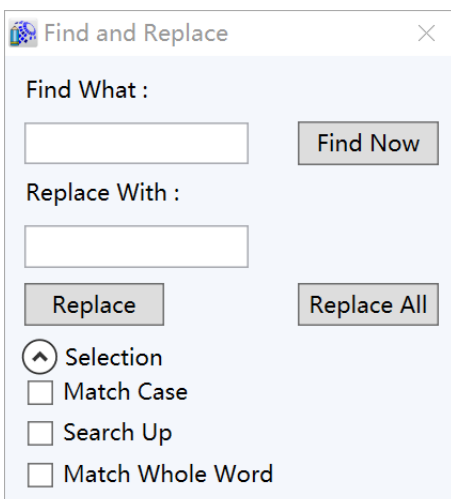 Find and Replace
Find What :
Find Now
Replace With :
Replace
Replace All
Selection
Match Case
Search Up
Match Whole Word